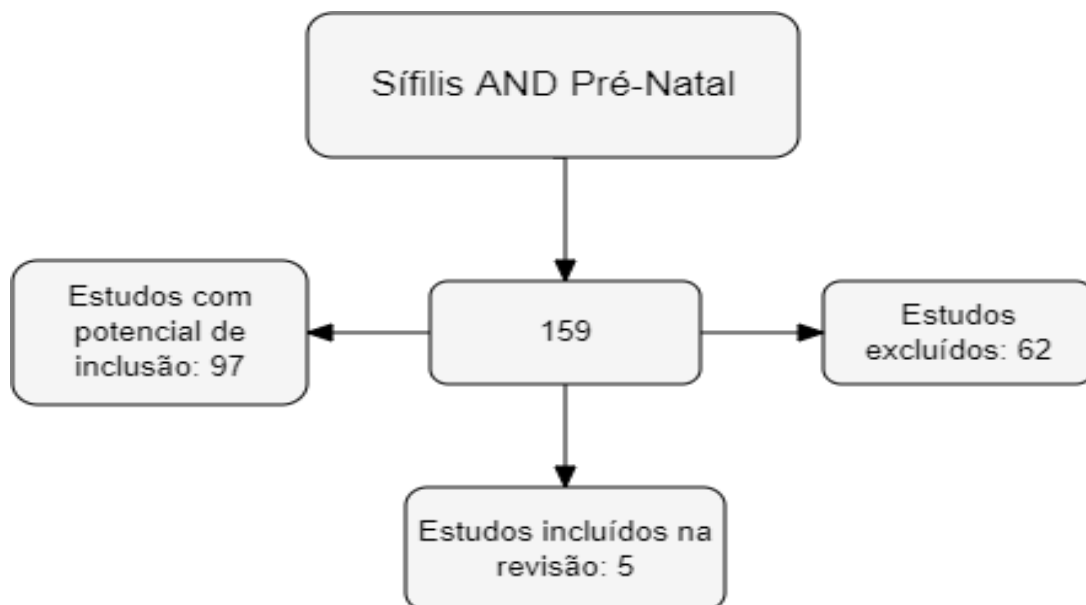 Sífilis AND Pré-Natal
Estudos com
potencial de
inclusão: 97
159
Estudos
excluídos: 62
Estudos incluídos na
revisão: 5